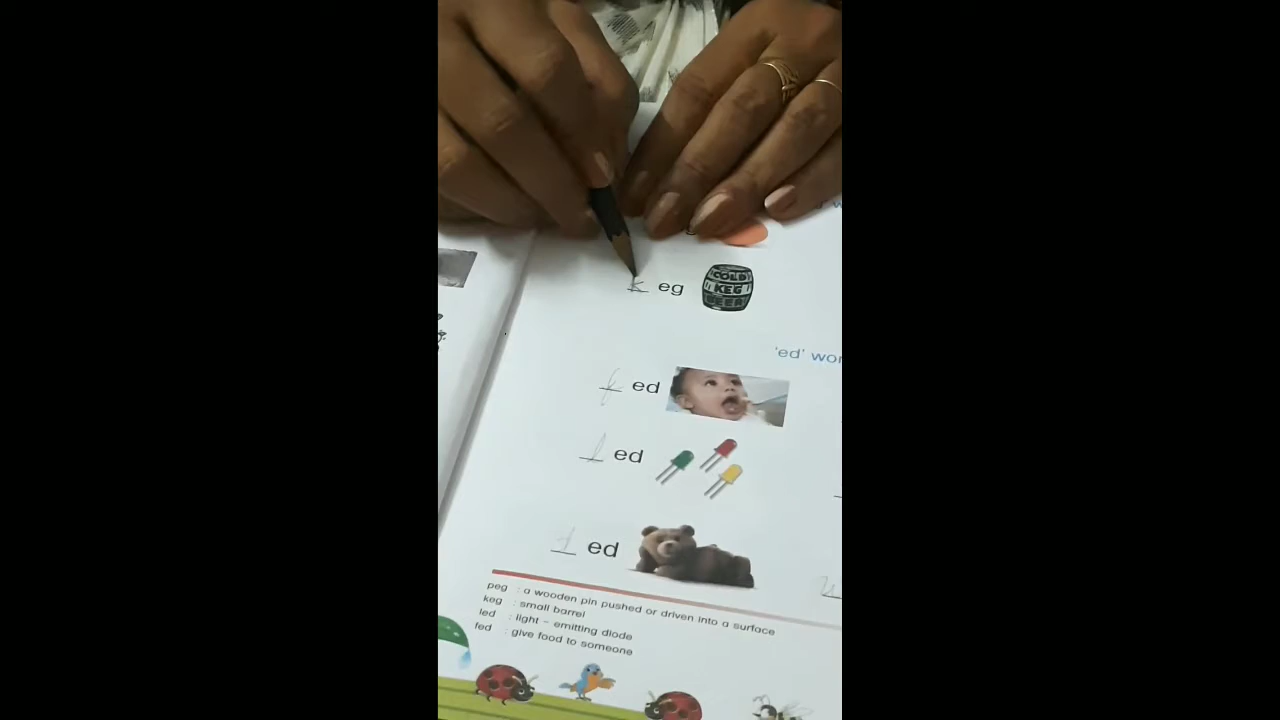 k eg
COLD
KEG
BEER
'ed' wor
f ed
l ed
t ed
peg : a wooden pin pushed or driven into a surface
keg : small barrel
led : light - emitting diode
fed : give food to someone